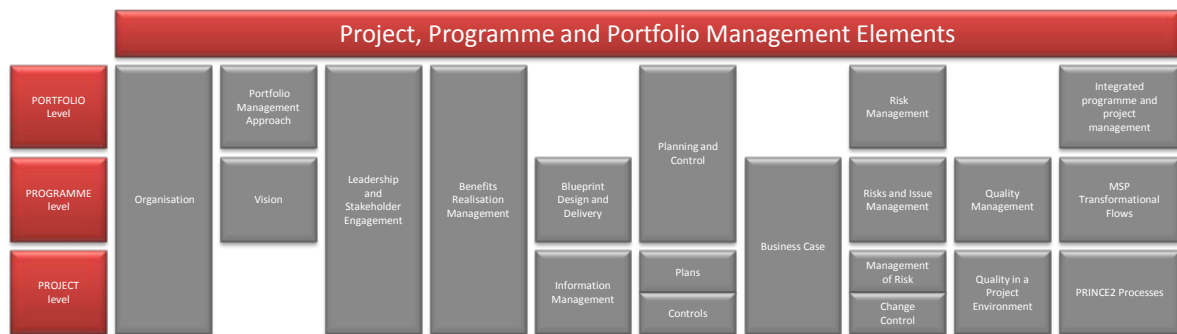 Project, Programme and Portfolio Management Elements
PORTFOLIO
Level
Portfolio
Management
Approach
Risk
Management
Integrated
programme and
project
management
PROGRAMME
level
Organisation
Vision
Leadership
and
Stakeholder
Engagement
Benefits
Realisation
Management
Blueprint
Design and
Delivery
Planning and
Control
Business Case
Risks and Issue
Management
Quality
Management
MSP
Transformational
Flows
PROJECT
level
Information
Management
Plans
Controls
Management
of Risk
Change
Control
Quality in a
Project
Environment
PRINCE2 Processes